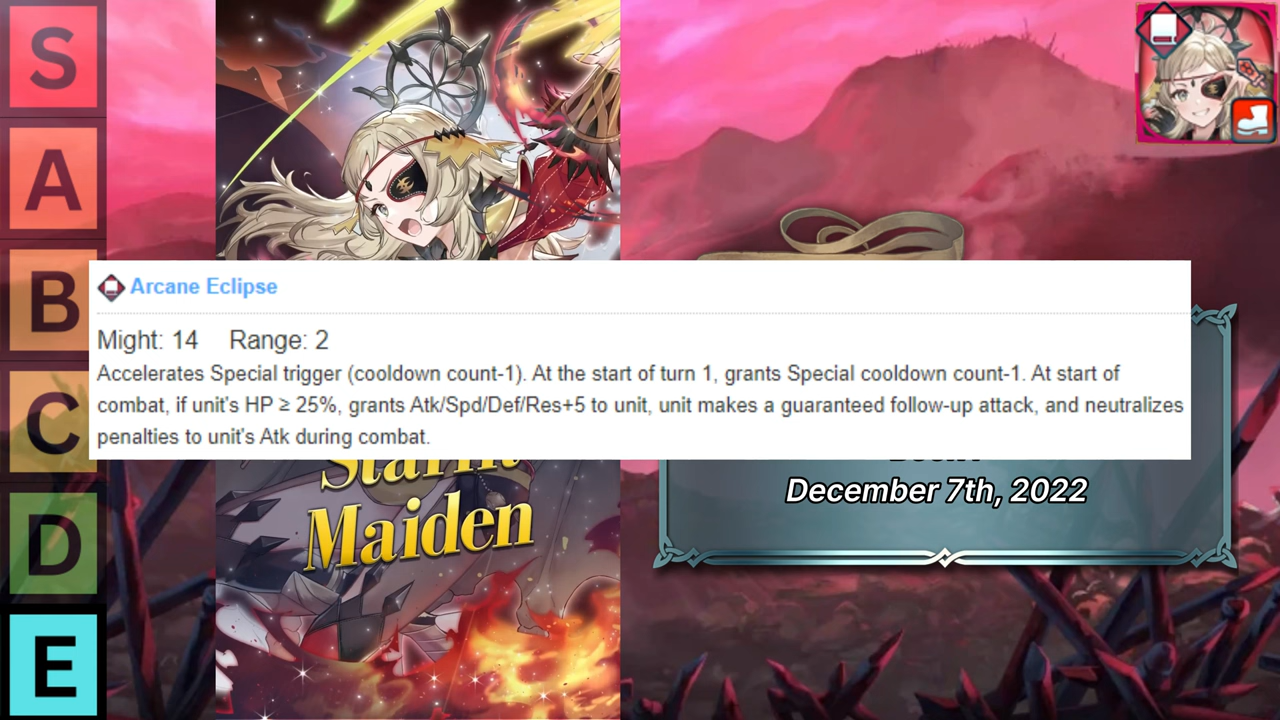 S
A
B
C
D
E
Arcane Eclipse
Might: 14 Range: 2
Accelerates Special trigger (cooldown count-1). At the start of turn 1, grants Special cooldown count-1. At start of
combat, if unit's HP ≥ 25%, grants Atk/Spd/Def/Res+5 to unit, unit makes a guaranteed follow-up attack, and neutralizes
penalties to unit's Atk during combat.
Maiden
December 7th, 2022